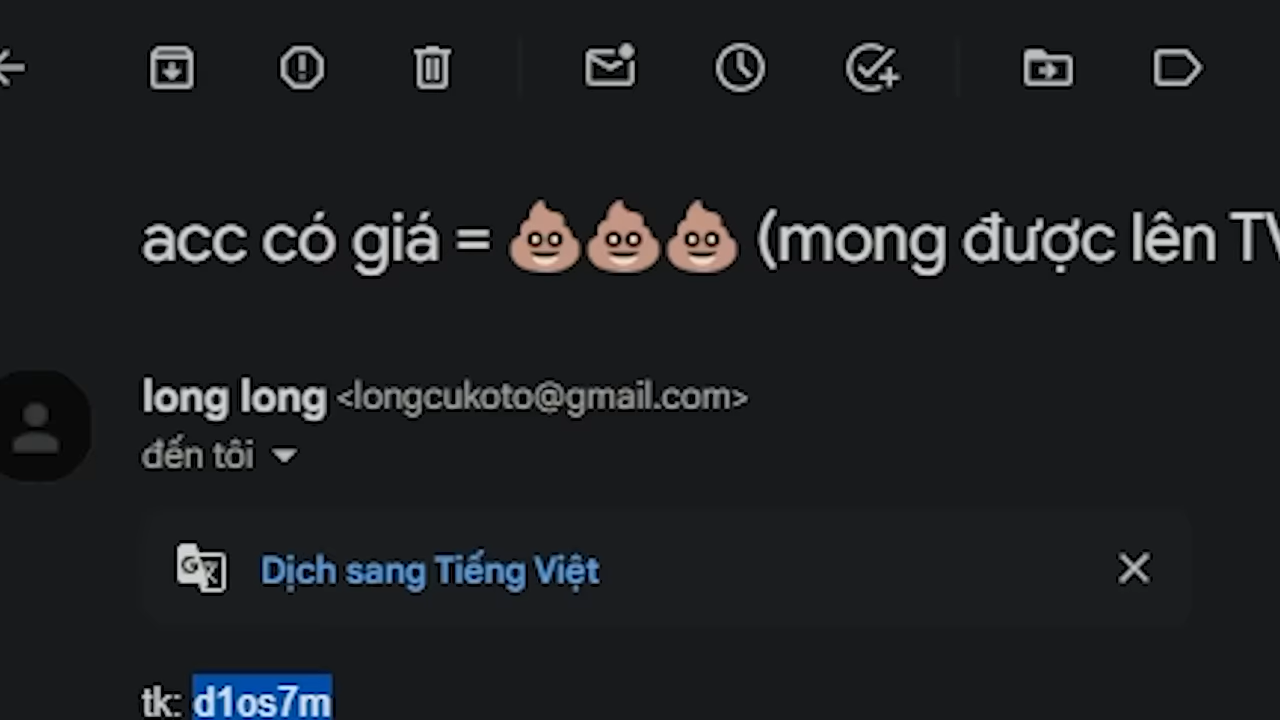 acc có giá = 💩💩💩 (mong được lên TV
long long <longcukoto@gmail.com>
đến tôi
Dịch sang Tiếng Việt
tk: d1os7m